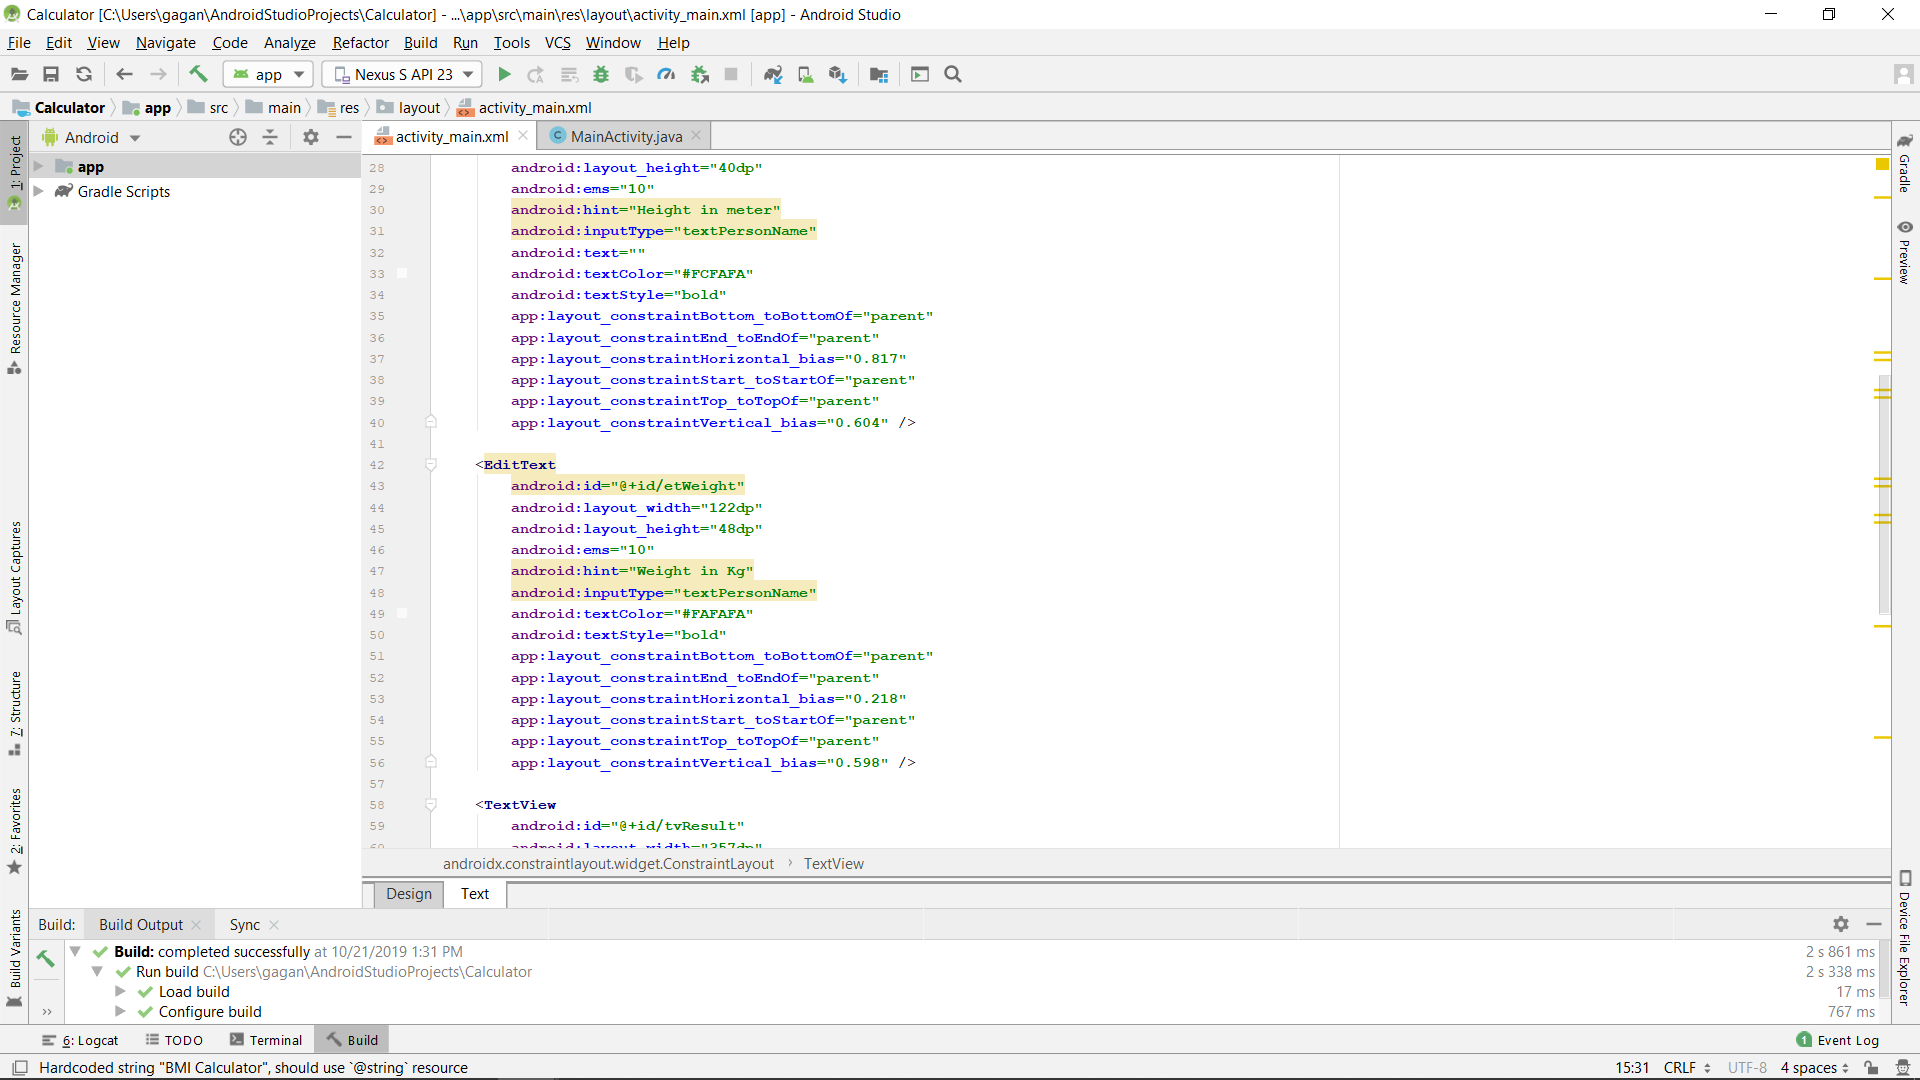 Calculator [C:\Users\gagan\AndroidStudioProjects\Calculator] - ...\app\src\main\res\layout\activity_main.xml [app] - Android Studio
File Edit View Navigate Code Analyze Refactor Build Run Tools VCS Window Help
app Nexus S API 23
Calculator app src main res layout activity_main.xml
Android
activity_main.xml MainActivity.java
app
Gradle Scripts
1: Project
Resource Manager
Layout Captures
7: Structure
2: Favorites
Build Variants
28 android:layout_height="40dp"
29 android:ems="10"
30 android:hint="Height in meter"
31 android:inputType="textPersonName"
32 android:text=""
33 android:textColor="#FCFAFA"
34 android:textStyle="bold"
35 app:layout_constraintBottom_toBottomOf="parent"
36 app:layout_constraintEnd_toEndOf="parent"
37 app:layout_constraintHorizontal_bias="0.817"
38 app:layout_constraintStart_toStartOf="parent"
39 app:layout_constraintTop_toTopOf="parent"
40 app:layout_constraintVertical_bias="0.604" />
41
42 <EditText
43 android:id="@+id/etWeight"
44 android:layout_width="122dp"
45 android:layout_height="48dp"
46 android:ems="10"
47 android:hint="Weight in Kg"
48 android:inputType="textPersonName"
49 android:textColor="#FAFAFA"
50 android:textStyle="bold"
51 app:layout_constraintBottom_toBottomOf="parent"
52 app:layout_constraintEnd_toEndOf="parent"
53 app:layout_constraintHorizontal_bias="0.218"
54 app:layout_constraintStart_toStartOf="parent"
55 app:layout_constraintTop_toTopOf="parent"
56 app:layout_constraintVertical_bias="0.598" />
57
58 <TextView
59 android:id="@+id/tvResult"
60 android:layout_width="357dp"
androidx.constraintlayout.widget.ConstraintLayout › TextView
Design Text
Gradle
Preview
Device File Explorer
Build: Build Output Sync
Build: completed successfully at 10/21/2019 1:31 PM 2 s 861 ms
Run build C:\Users\gagan\AndroidStudioProjects\Calculator 2 s 338 ms
Load build 17 ms
Configure build 767 ms
6: Logcat TODO Terminal Build 1 Event Log
Hardcoded string "BMI Calculator", should use `@string` resource 15:31 CRLF UTF-8 4 spaces